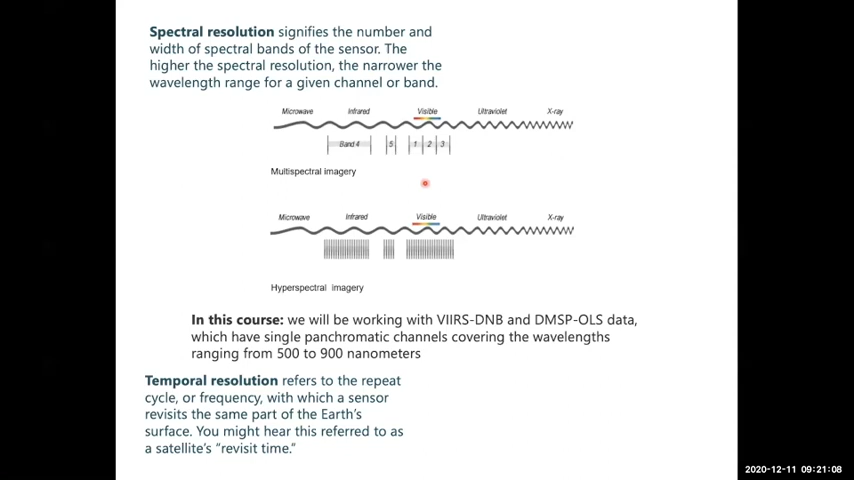 Spectral resolution signifies the number and
width of spectral bands of the sensor. The
higher the spectral resolution, the narrower the
wavelength range for a given channel or band.
Microwave Infrared Visible Ultraviolet X-ray
Band 4 5 1 2 3
Multispectral imagery
Microwave Infrared Visible Ultraviolet X-ray
Hyperspectral imagery
In this course: we will be working with VIIRS-DNB and DMSP-OLS data,
which have single panchromatic channels covering the wavelengths
ranging from 500 to 900 nanometers
Temporal resolution refers to the repeat
cycle, or frequency, with which a sensor
revisits the same part of the Earth's
surface. You might hear this referred to as
a satellite's "revisit time."
2020-12-11 09:21:08